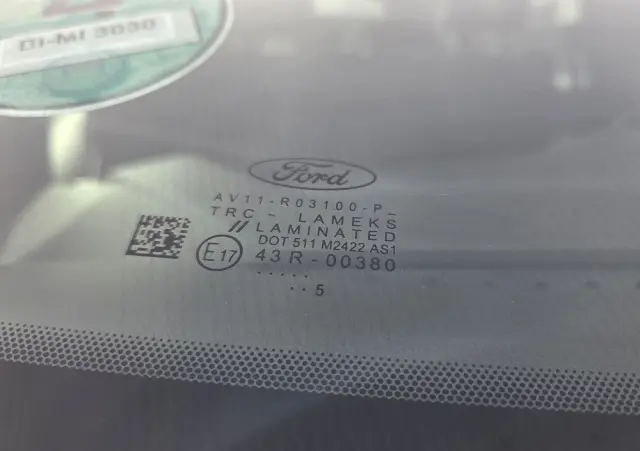 DI-MI 3030
Ford
AV11-R03100-P-
TRC - LAMEKS
// LAMINATED
DOT 511 M2422 AS1
E17 43R-00380
.....
..5